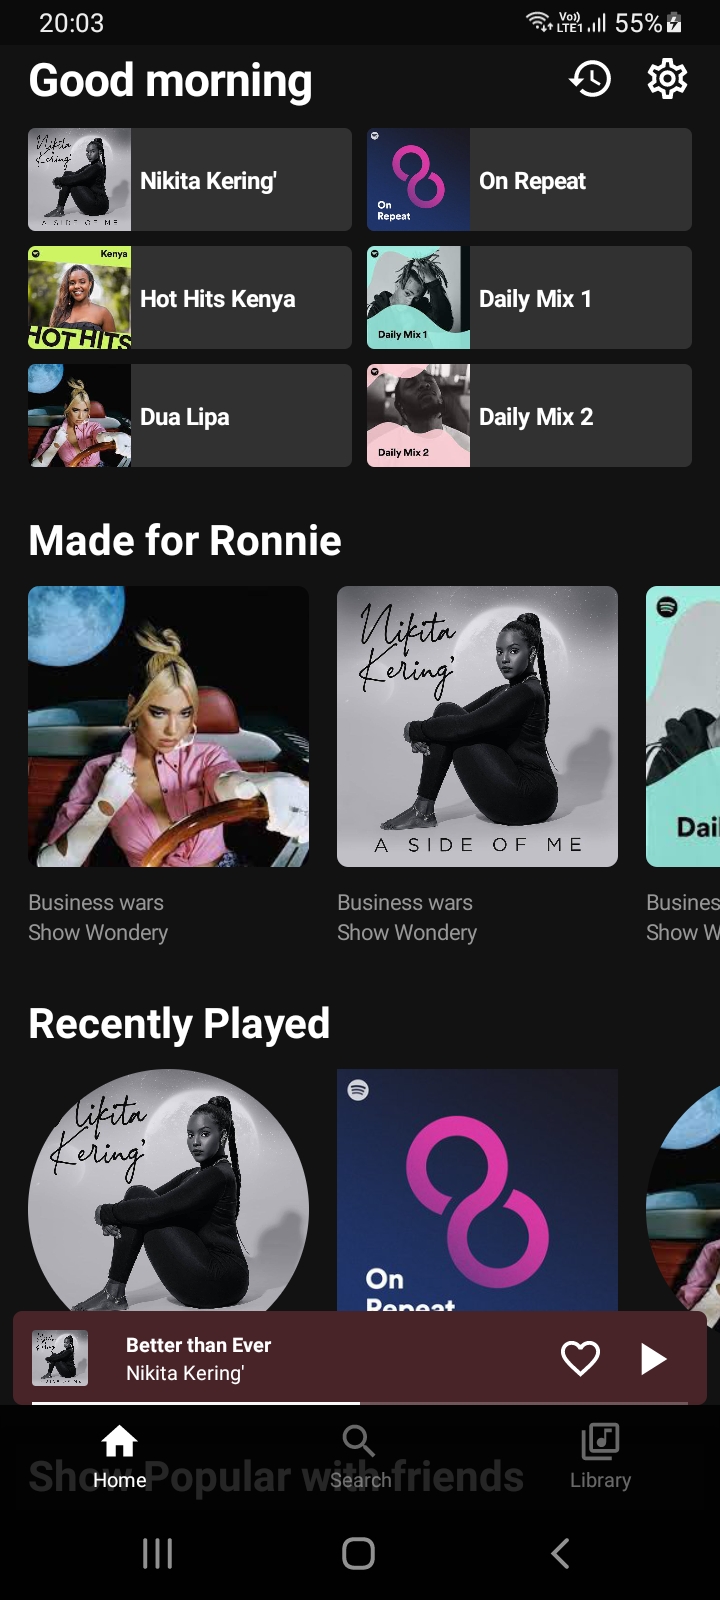 20:03
Vo))
LTE1
55%
Good morning
Nikita
Kering'
A SIDE OF ME
Nikita Kering'
On
Repeat
On Repeat
Kenya
HOT HITS
Hot Hits Kenya
Daily Mix 1
Daily Mix 1
Dua Lipa
Daily Mix 2
Daily Mix 2
Made for Ronnie
Nikita
Kering'
A SIDE OF ME
Dai
Business wars
Show Wondery
Business wars
Show Wondery
Busines
Show W
Recently Played
Nikita
Kering'
On
Repeat
Better than Ever
Nikita Kering'
Show Popular with friends
Home
Search
Library